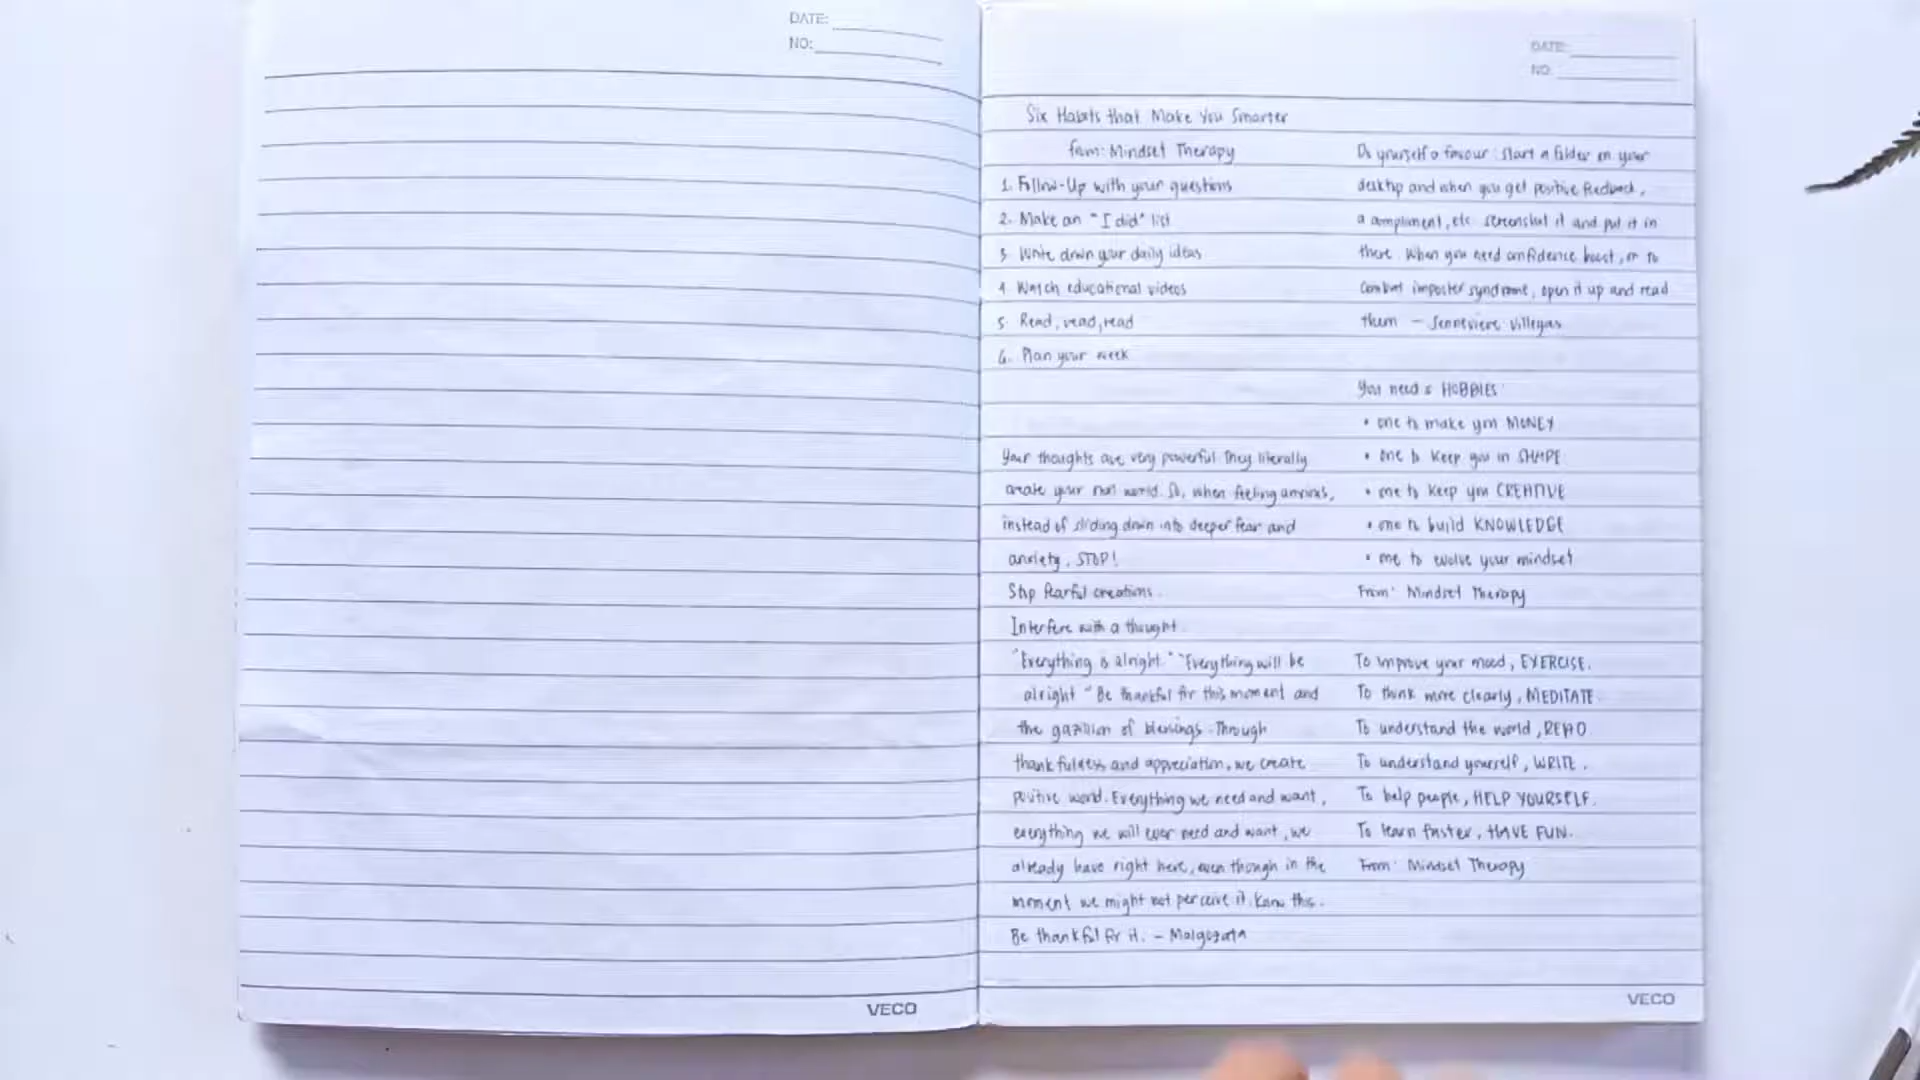 DATE:
NO:
VECO
DATE:
NO:
Six Habits that Make You Smarter
from: Mindset Therapy
1. Follow-Up with your questions
2. Make an "I did" list
3. Write down your daily ideas
4. Watch educational videos
5. Read, read, read
6. Plan your week
Your thoughts are very powerful. They literally
create your own world. So, when feeling anxious,
instead of sliding down into deeper fear and
anxiety, STOP!
Stop fearful creations.
Interfere with a thought.
"Everything is alright." "Everything will be
alright" Be thankful for this moment and
the gazillion of blessings. Through
thankfulness and appreciation, we create
positive world. Everything we need and want,
everything we will ever need and want, we
already have right here, even though in the
moment we might not perceive it. Know this.
Be thankful for it. -
Do yourself a favour: start a folder on your
desktop and when you get positive feedback,
a compliment, etc. screenshot it and put it in
there. When you need confidence boost, or to
combat imposter syndrome, open it up and read
them - Villegas
You need 5 HOBBIES
• one to make you MONEY
• one to keep you in SHAPE
• one to keep you CREATIVE
• one to build KNOWLEDGE
• one to evolve your mindset
From: Mindset Therapy
To improve your mood, EXERCISE.
To think more clearly, MEDITATE.
To understand the world, READ.
To understand yourself, WRITE.
To help people, HELP YOURSELF.
To learn faster, HAVE FUN.
From: Mindset Therapy
VECO